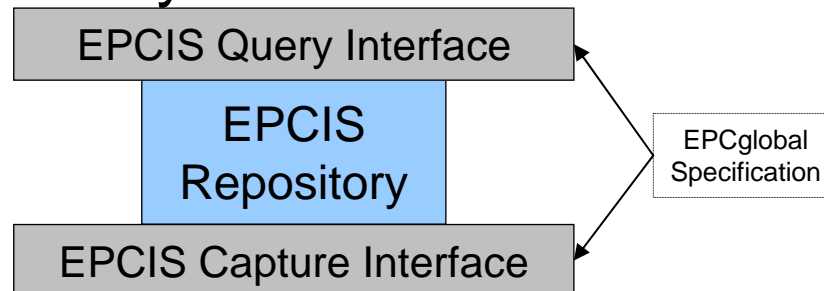 EPCIS Query Interface
EPCIS
Repository
EPCglobal
Specification
EPCIS Capture Interface